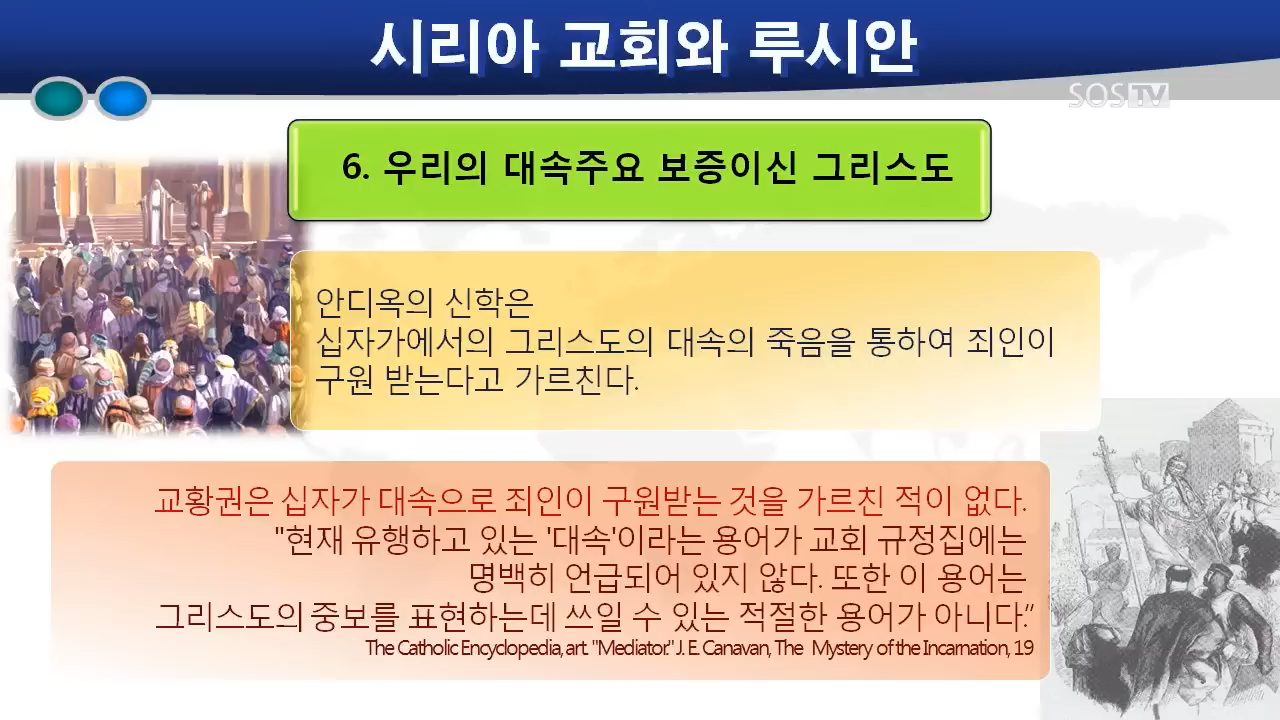 시리아 교회와 루시안
SOSTV
6. 우리의 대속주요 보증이신 그리스도
안디옥의 신학은
십자가에서의 그리스도의 대속의 죽음을 통하여 죄인이
구원 받는다고 가르친다.
교황권은 십자가 대속으로 죄인이 구원받는 것을 가르친 적이 없다.
"현재 유행하고 있는 '대속'이라는 용어가 교회 규정집에는
명백히 언급되어 있지 않다. 또한 이 용어는
그리스도의 중보를 표현하는데 쓰일 수 있는 적절한 용어가 아니다.”
The Catholic Encyclopedia, art. "Mediator." J. E. Canavan, The Mystery of the Incarnation, 19